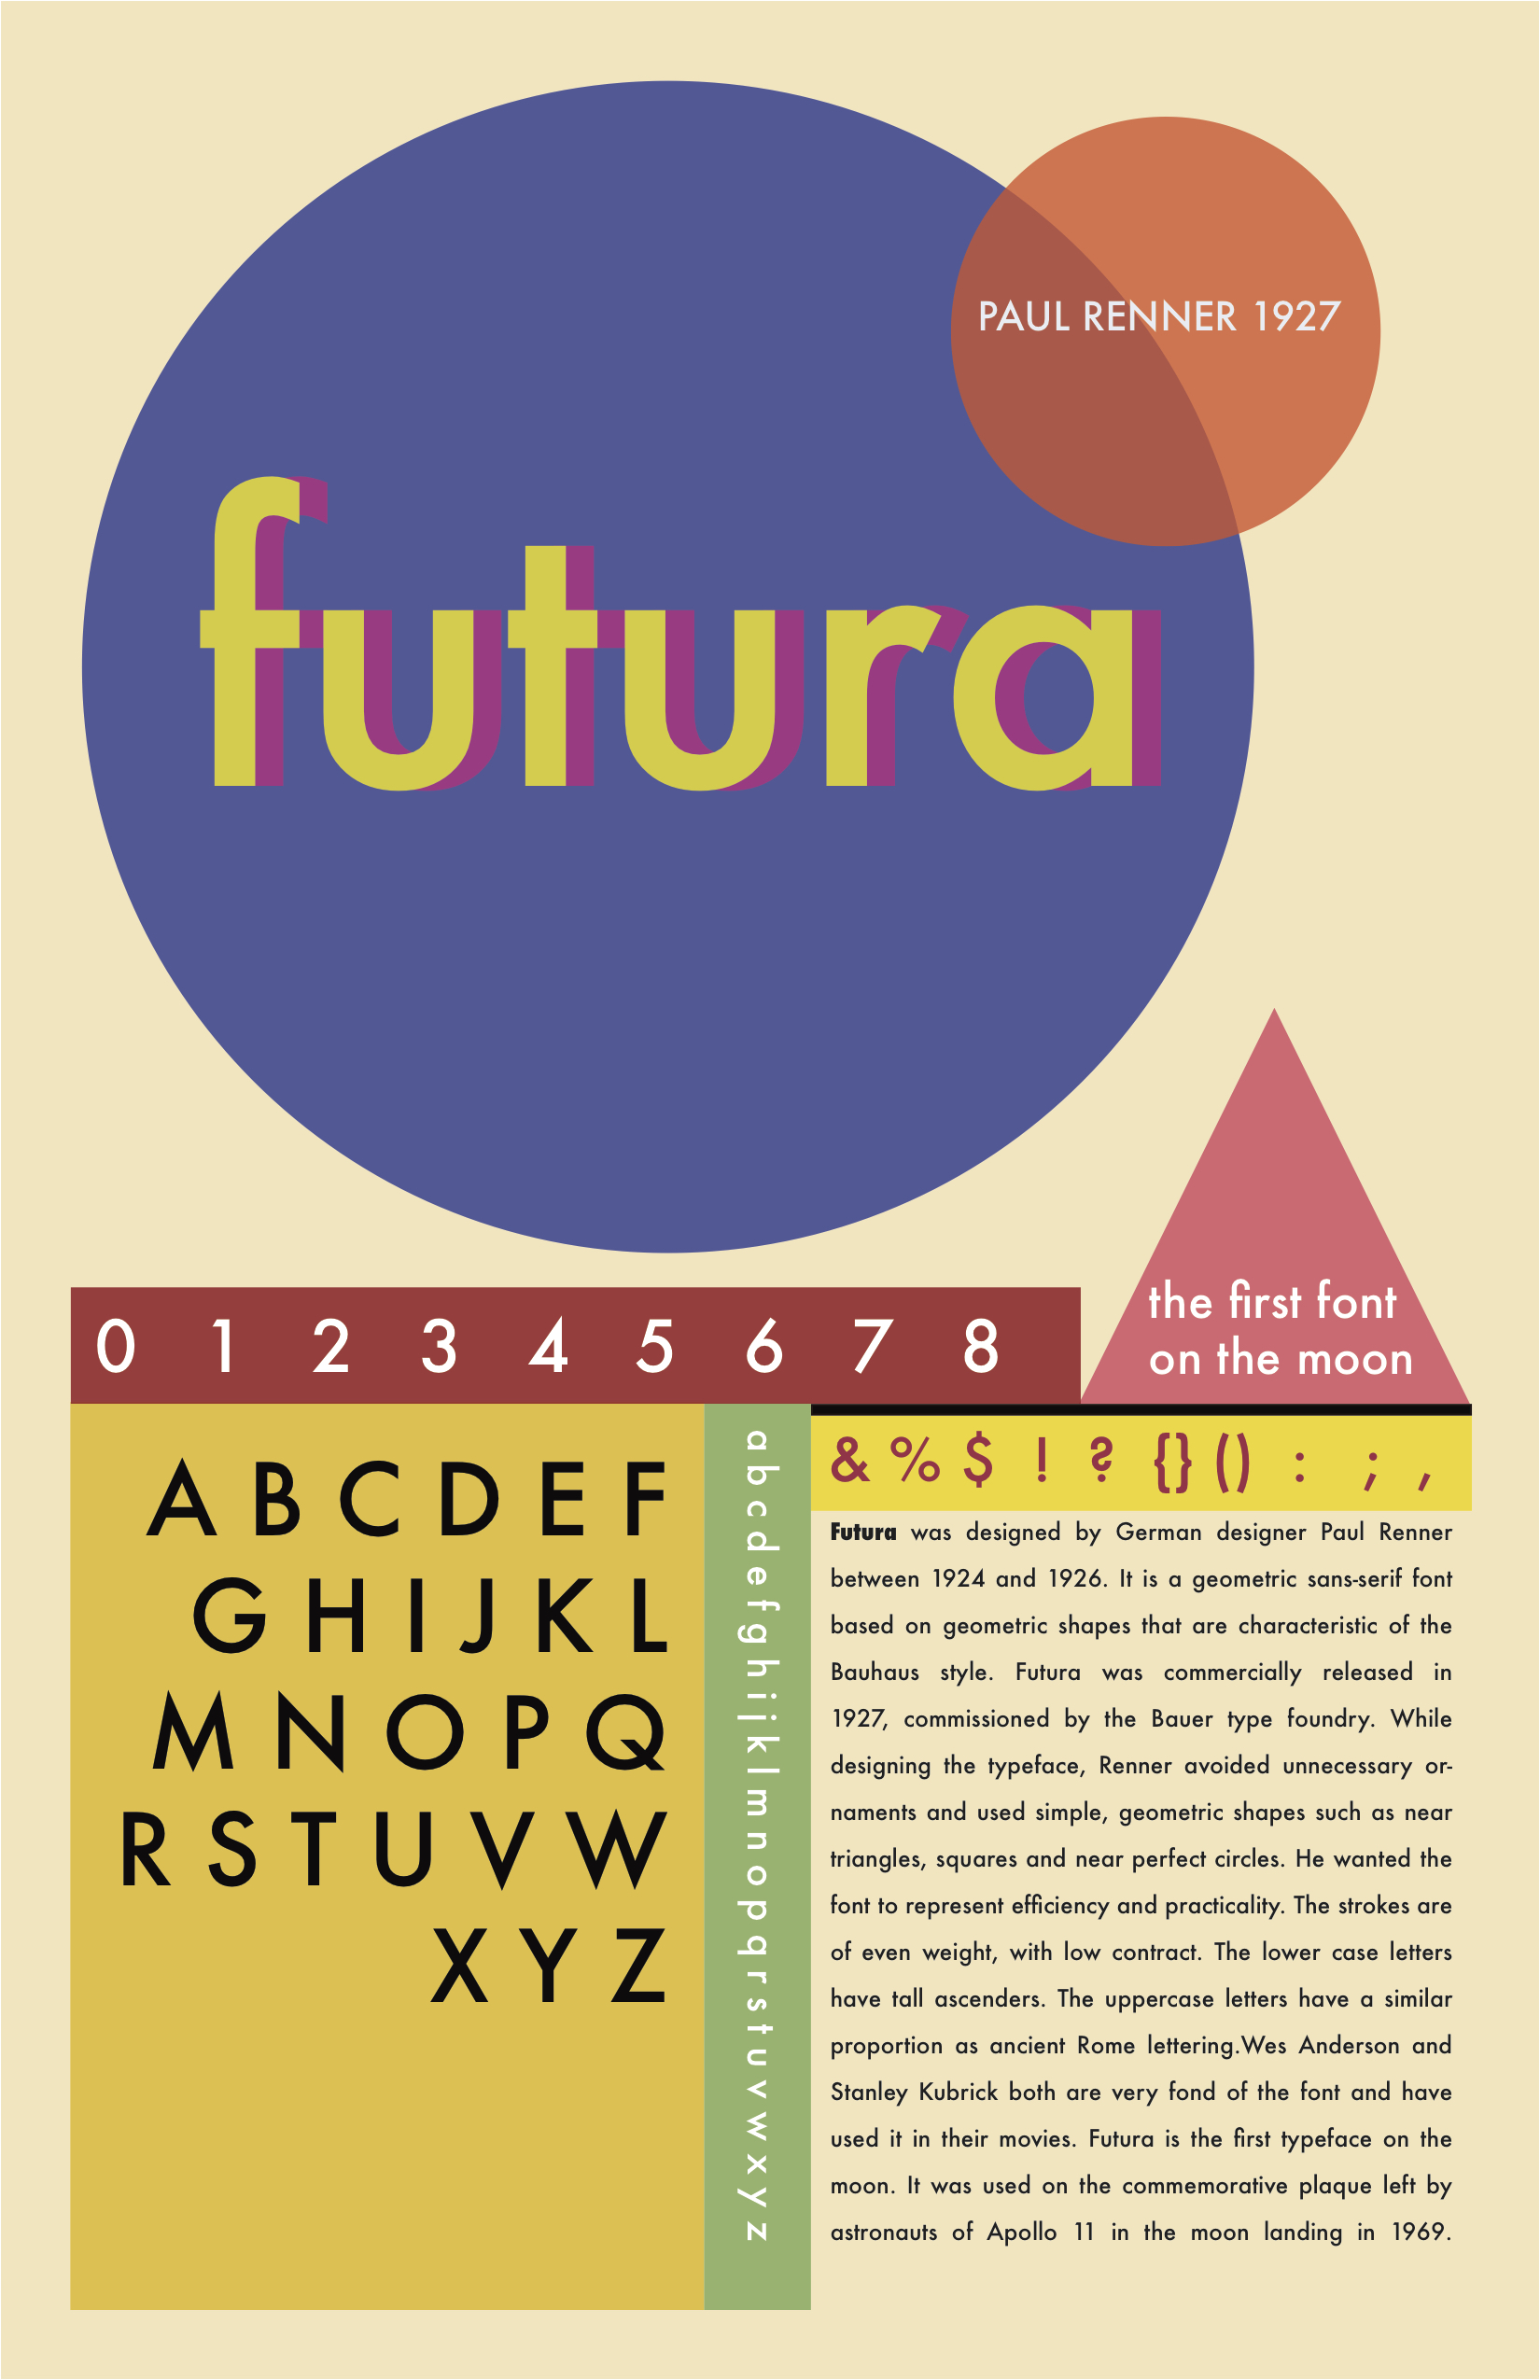 PAUL RENNER 1927
futura
the first font
on the moon
0 1 2 3 4 5 6 7 8
A B C D E F
G H I J K L
M N O P Q
R S T U V W
X Y Z
a b c d e f g h i j k l m n o p q r s t u v w x y z
& % $ ! ? {} () : ; ,
Futura was designed by German designer Paul Renner
between 1924 and 1926. It is a geometric sans-serif font
based on geometric shapes that are characteristic of the
Bauhaus style. Futura was commercially released in
1927, commissioned by the Bauer type foundry. While
designing the typeface, Renner avoided unnecessary or-
naments and used simple, geometric shapes such as near
triangles, squares and near perfect circles. He wanted the
font to represent efficiency and practicality. The strokes are
of even weight, with low contract. The lower case letters
have tall ascenders. The uppercase letters have a similar
proportion as ancient Rome lettering.Wes Anderson and
Stanley Kubrick both are very fond of the font and have
used it in their movies. Futura is the first typeface on the
moon. It was used on the commemorative plaque left by
astronauts of Apollo 11 in the moon landing in 1969.